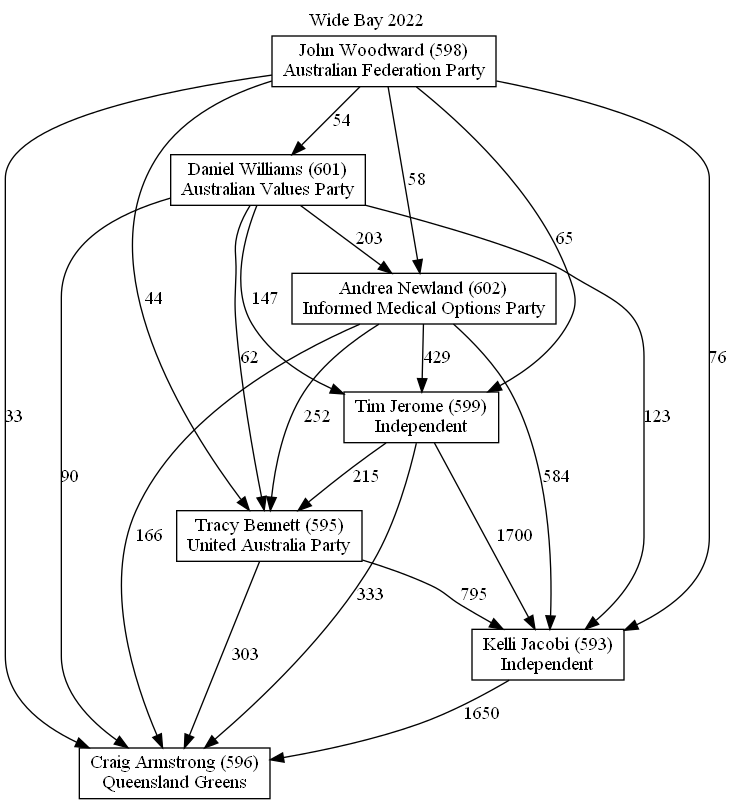 Wide Bay 2022
John Woodward (598)
Australian Federation Party
54
Daniel Williams (601)
Australian Values Party
58
65
203
Andrea Newland (602)
Informed Medical Options Party
44
147
62
429
76
Tim Jerome (599)
Independent
33
252
123
90
215
584
Tracy Bennett (595)
United Australia Party
166
1700
795
333
Kelli Jacobi (593)
Independent
303
1650
Craig Armstrong (596)
Queensland Greens